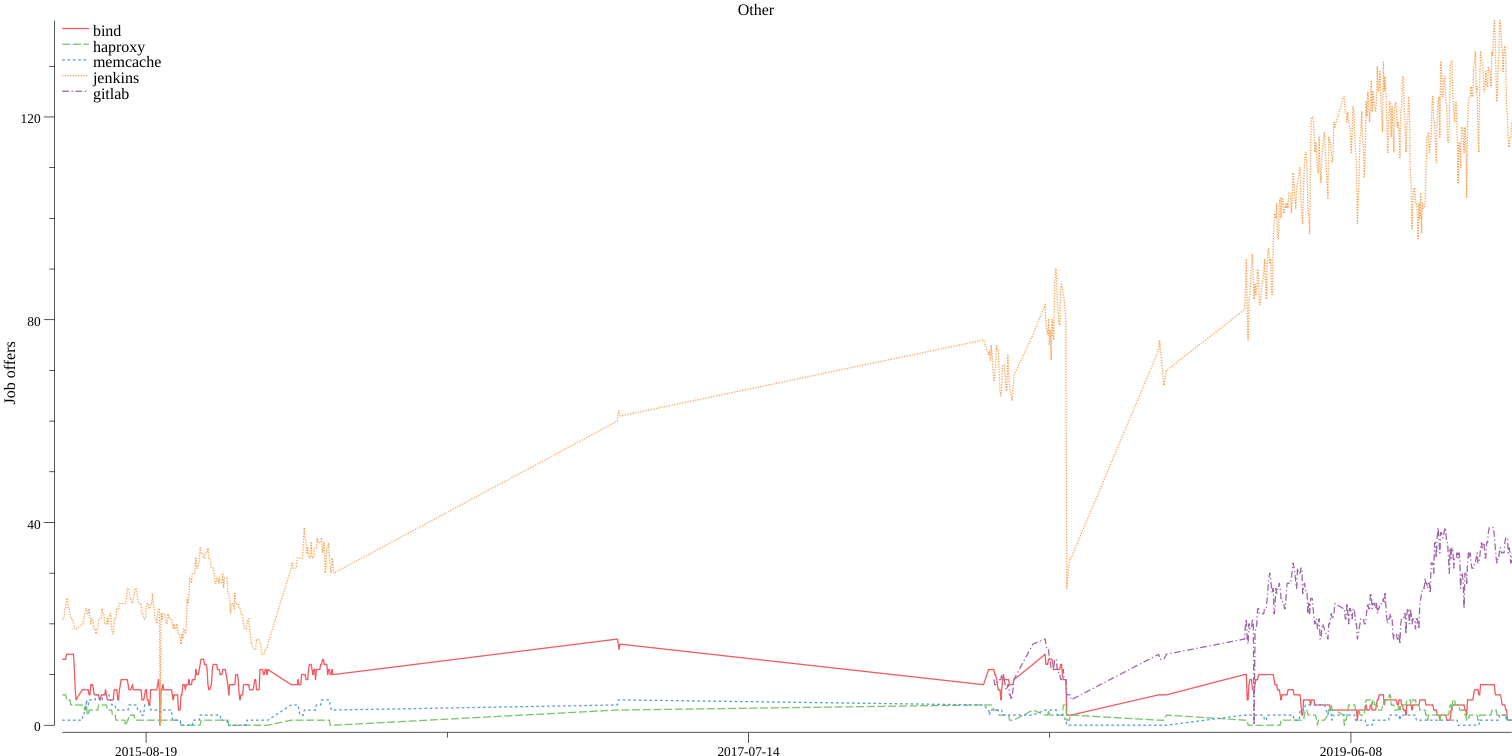 Other
bind
haproxy
memcache
jenkins
gitlab
120
80
40
0
Job offers
2015-08-19
2017-07-14
2019-06-08